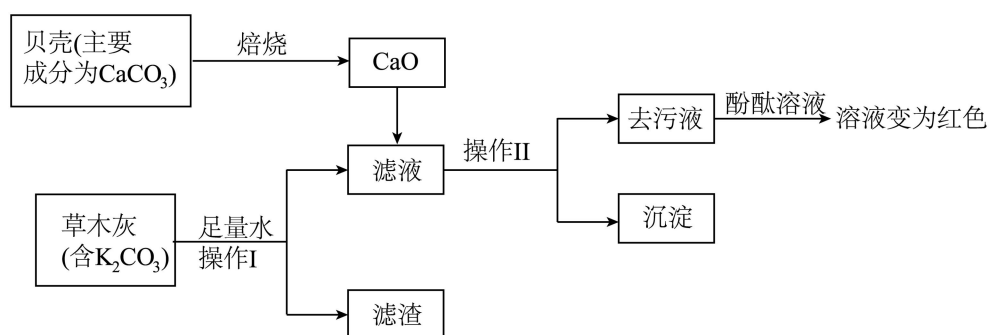 贝壳(主要
成分为CaCO₃)
焙烧
CaO
滤液
操作II
去污液
酚酞溶液
溶液变为红色
沉淀
草木灰
(含K₂CO₃)
足量水
操作I
滤渣